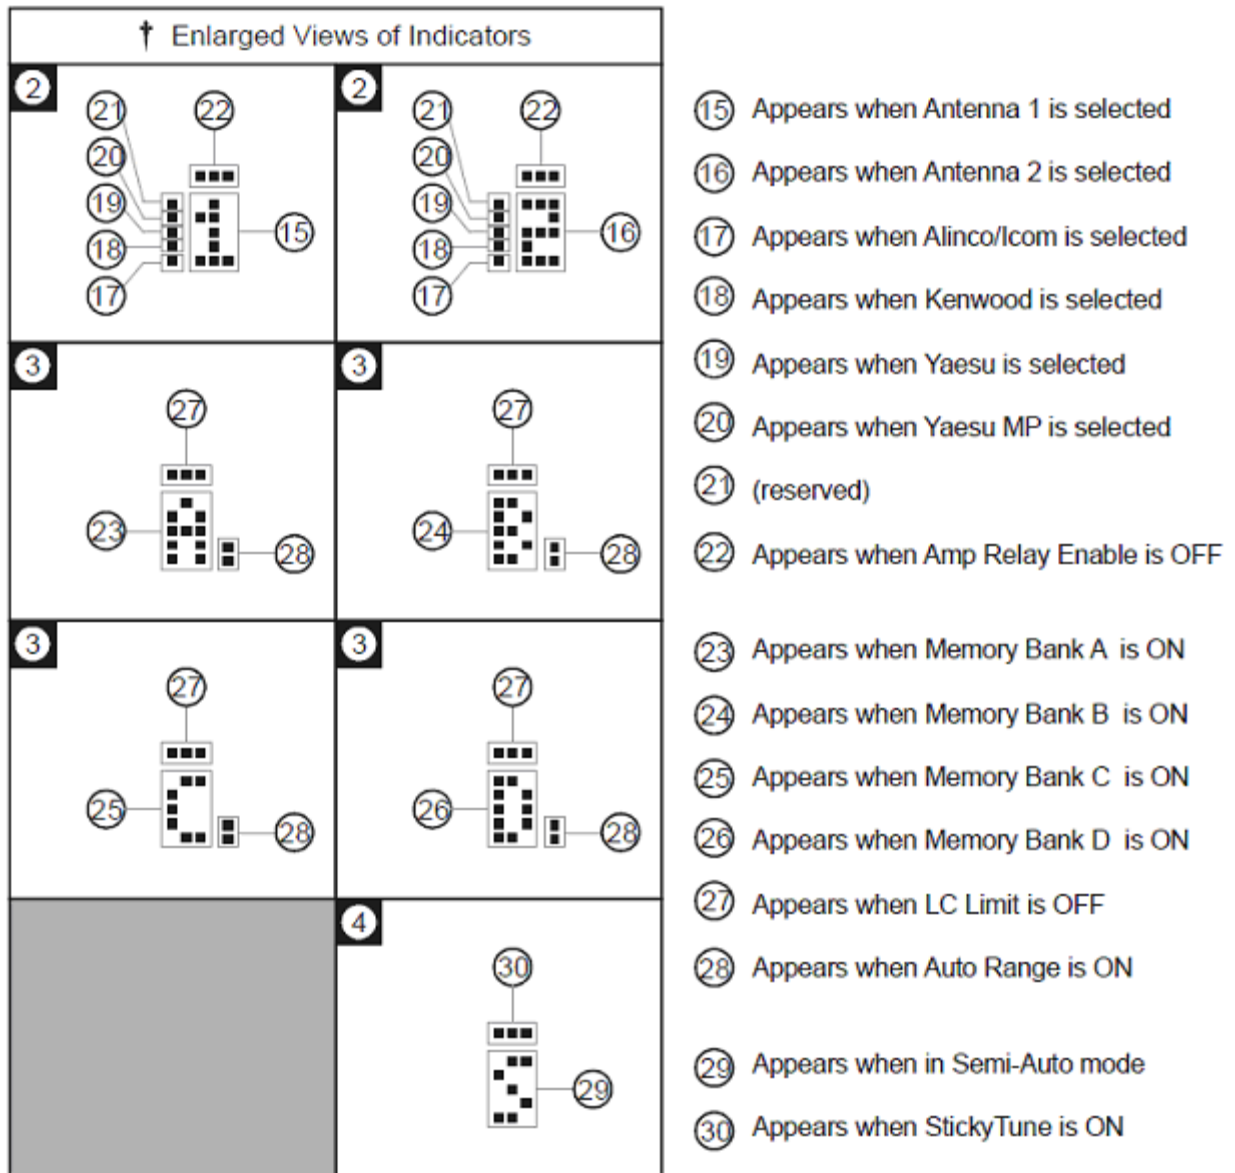 † Enlarged Views of Indicators
2
21
22
20
19
15
18
17
2
21
22
20
19
16
18
17
3
27
23
28
3
27
24
28
3
27
25
28
3
27
26
28
4
30
29
15 Appears when Antenna 1 is selected
16 Appears when Antenna 2 is selected
17 Appears when Alinco/Icom is selected
18 Appears when Kenwood is selected
19 Appears when Yaesu is selected
20 Appears when Yaesu MP is selected
21 (reserved)
22 Appears when Amp Relay Enable is OFF
23 Appears when Memory Bank A is ON
24 Appears when Memory Bank B is ON
25 Appears when Memory Bank C is ON
26 Appears when Memory Bank D is ON
27 Appears when LC Limit is OFF
28 Appears when Auto Range is ON
29 Appears when in Semi-Auto mode
30 Appears when StickyTune is ON